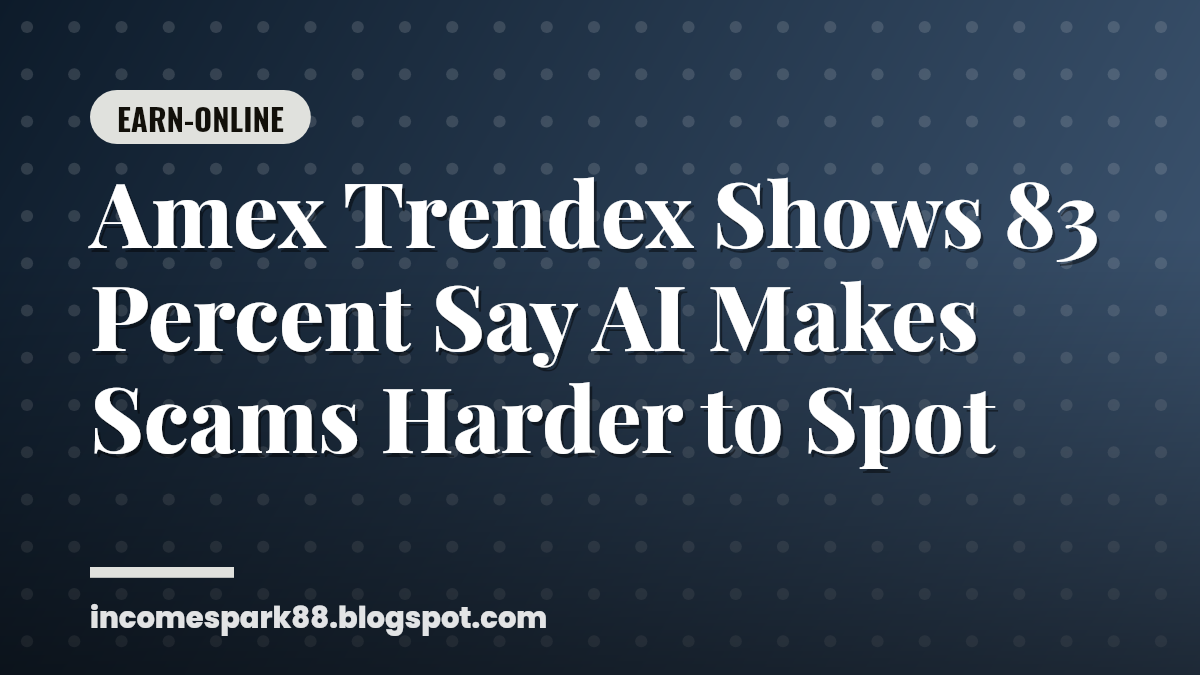 EARN-ONLINE
Amex Trendex Shows 83
Percent Say AI Makes
Scams Harder to Spot
incomespark88.blogspot.com